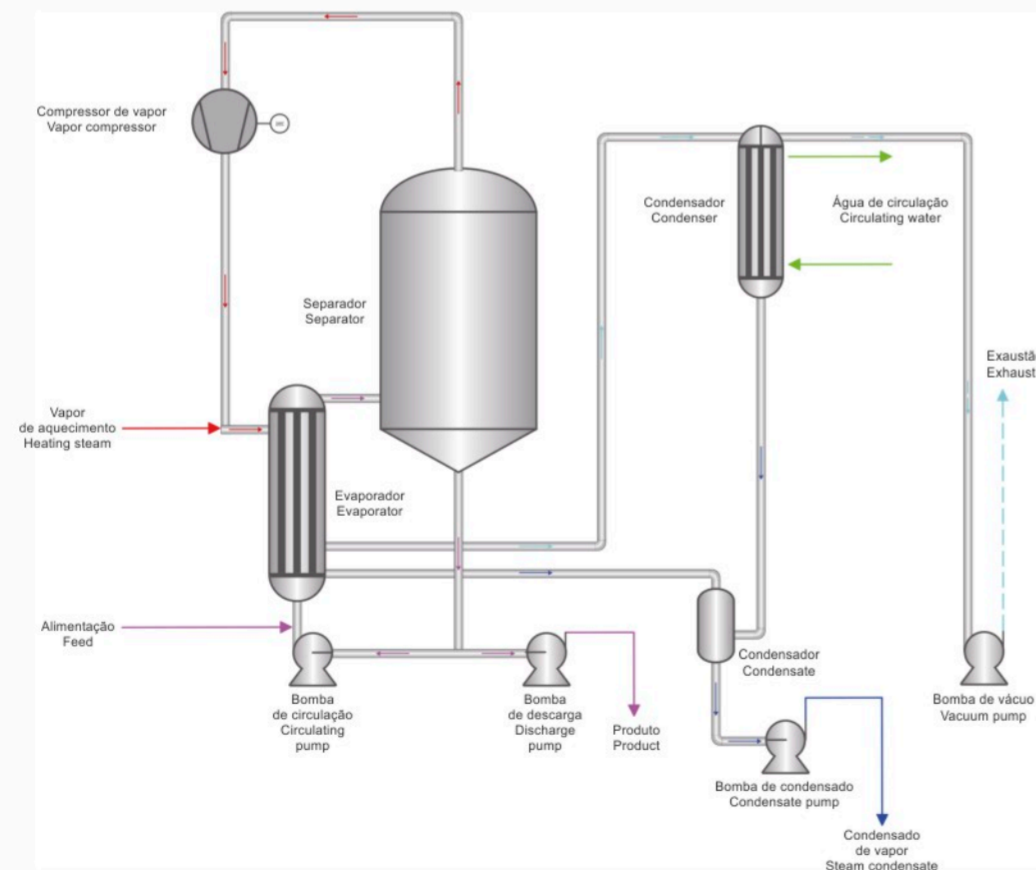 Compressor de vapor
Vapor compressor
Condensador
Condenser
Água de circulação
Circulating water
Separador
Separator
Exaustã
Exhaust
Vapor
de aquecimento
Heating steam
Evaporador
Evaporator
Alimentação
Feed
Condensador
Condensate
Bomba
de circulação
Circulating
pump
Bomba
de descarga
Discharge
pump
Produto
Product
Bomba de vácuo
Vacuum pump
Bomba de condensado
Condensate pump
Condensado
de vapor
Steam condensate